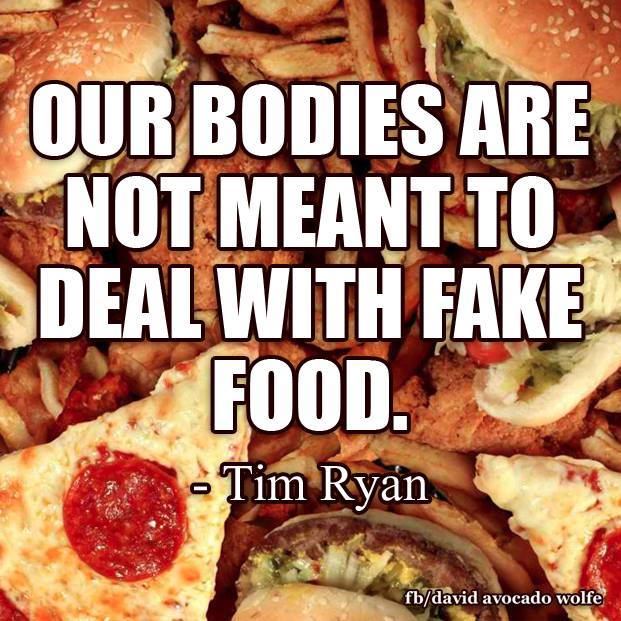 OUR BODIES ARE
NOT MEANT TO
DEAL WITH FAKE
FOOD.
- Tim Ryan
fb/david avocado wolfe